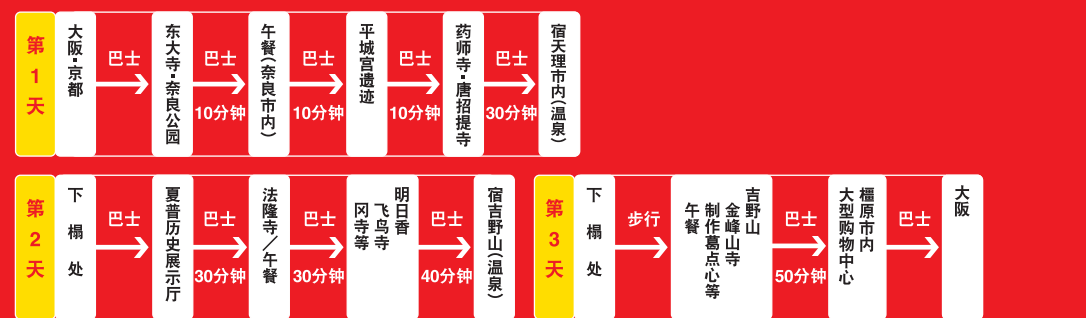 第1天
大阪·京都
巴士
东大寺·奈良公园
巴士
10分钟
午餐(奈良市内)
巴士
10分钟
平城宫遗迹
巴士
10分钟
药师寺·唐招提寺
巴士
30分钟
宿天理市内(温泉)
第2天
下榻处
巴士
夏普历史展示厅
巴士
30分钟
法隆寺/午餐
巴士
30分钟
明日香
飞鸟寺
冈寺等
巴士
40分钟
宿吉野山(温泉)
第3天
下榻处
步行
吉野山
金峰山寺
制作葛点心等
午餐
巴士
50分钟
橿原市内
大型购物中心
巴士
大阪